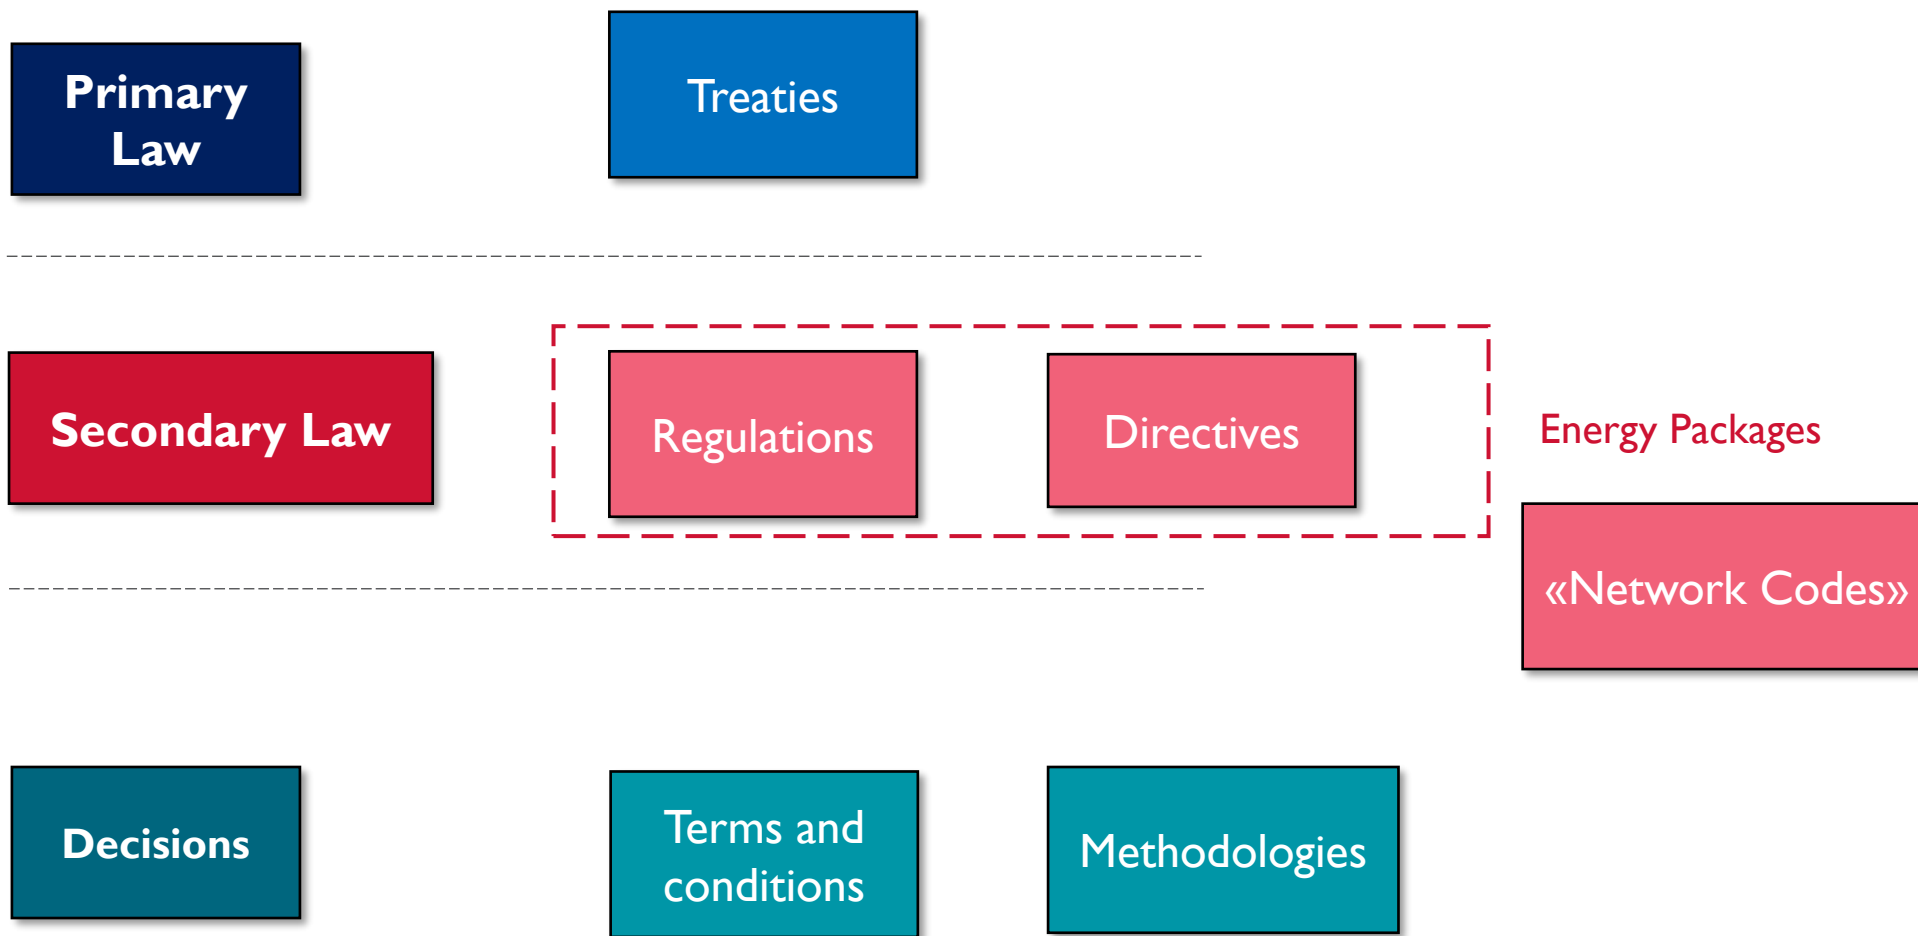 Primary
Law
Treaties
Secondary Law
Regulations
Directives
Energy Packages
«Network Codes»
Decisions
Terms and
conditions
Methodologies